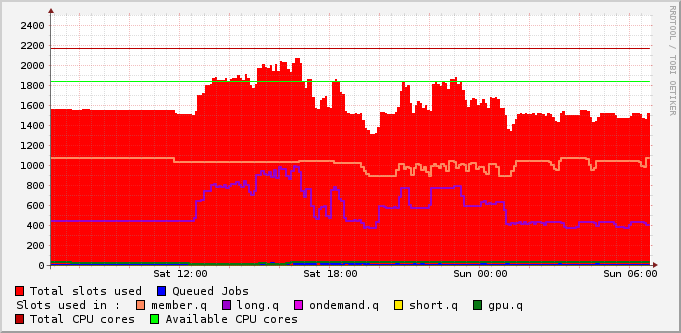 2400
2200
2000
1800
1600
1400
1200
1000
800
600
400
200
0
Sat 12:00 Sat 18:00 Sun 00:00 Sun 06:00
RRDTOOL / TOBI OETIKER
Total slots used Queued Jobs
Slots used in : member.q long.q ondemand.q short.q gpu.q
Total CPU cores Available CPU cores